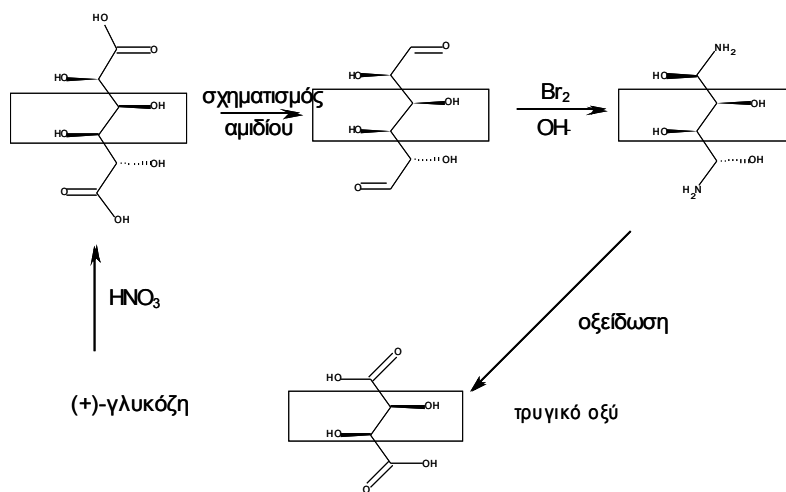 HO
O
HO
OH
HO
OH
O
OH
σχηματισμός
αμιδίου
O
HO
OH
HO
OH
O
Br₂
OH-
NH₂
HO
OH
HO
OH
H₂N
HNO₃
οξείδωση
(+)-γλυκόζη
O
HO
OH
HO
OH
O
τρυγικό οξύ